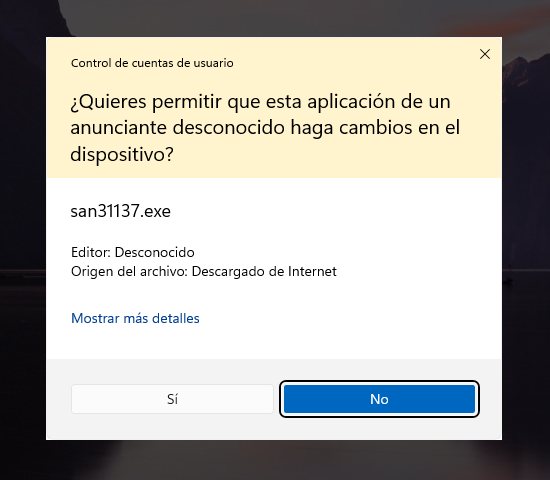 Control de cuentas de usuario
¿Quieres permitir que esta aplicación de un
anunciante desconocido haga cambios en el
dispositivo?
san31137.exe
Editor: Desconocido
Origen del archivo: Descargado de Internet
Mostrar más detalles
Sí
No